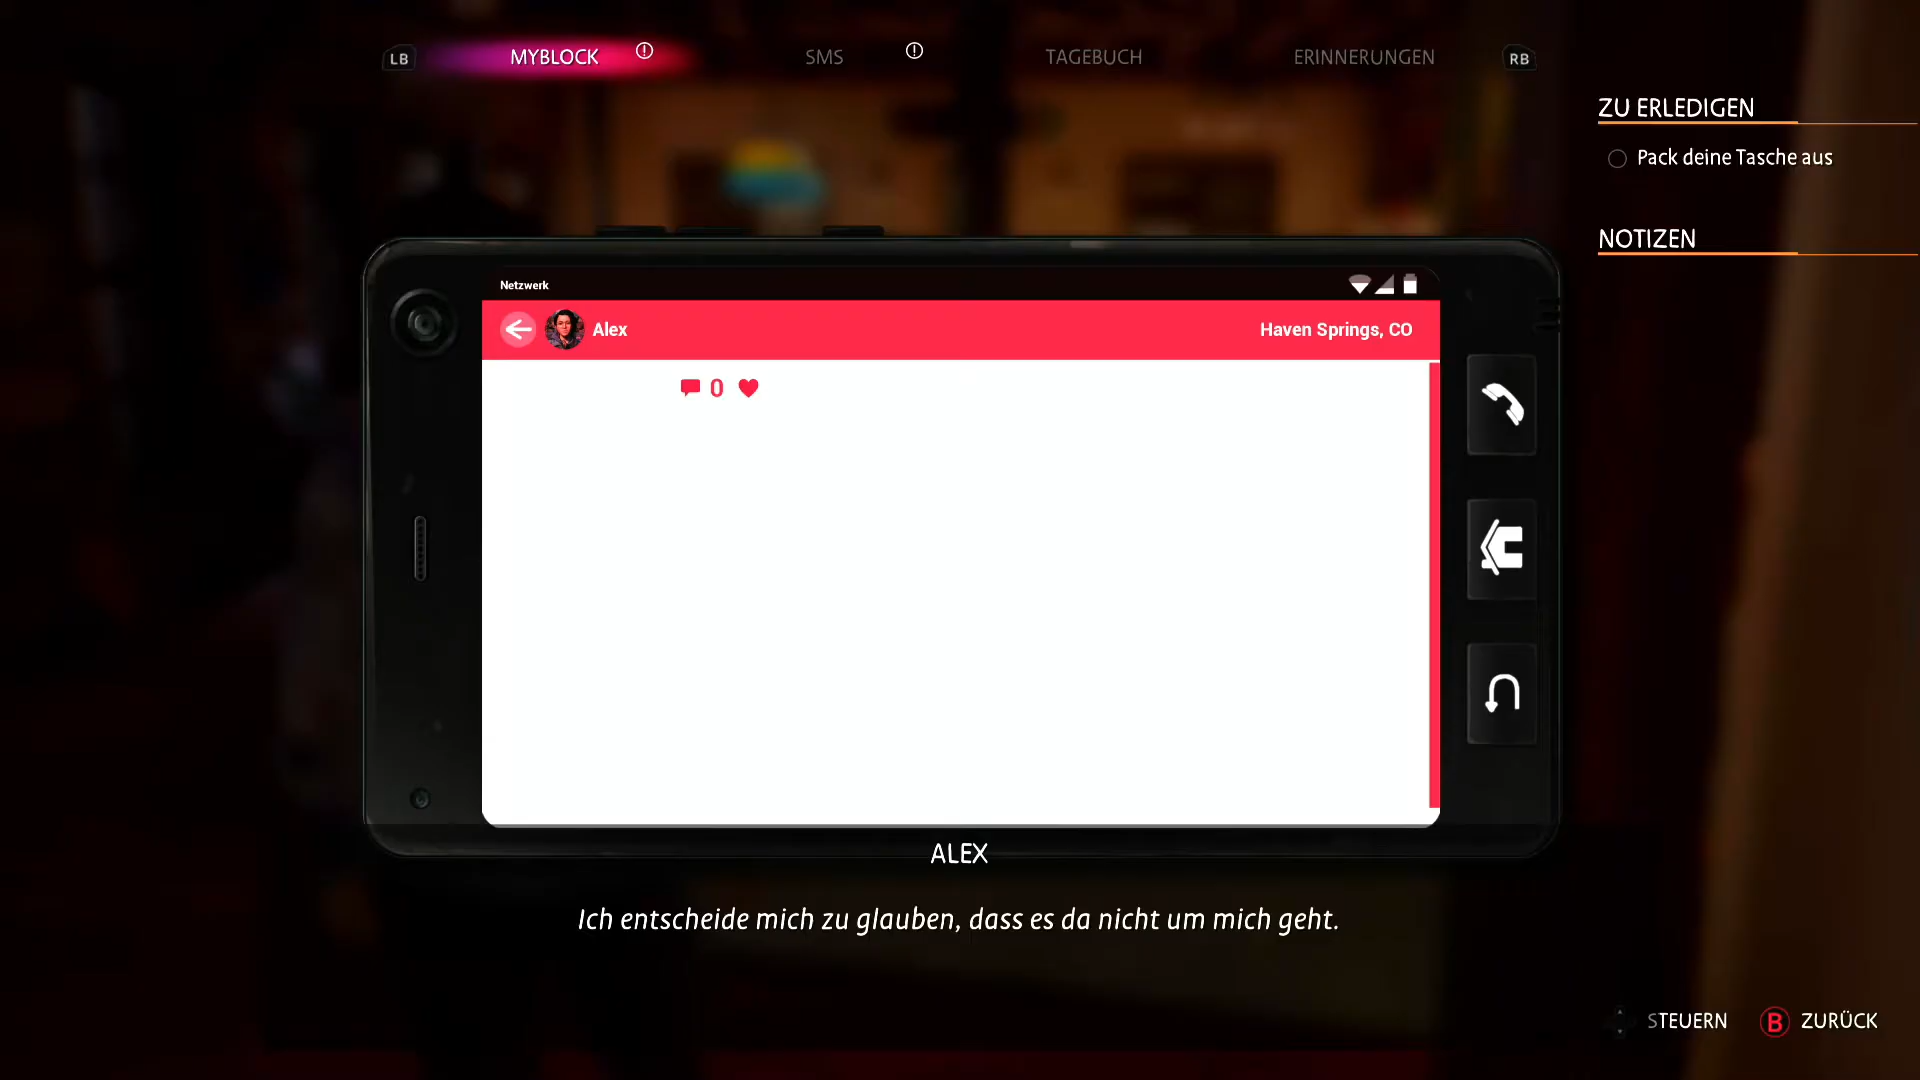 LB
MYBLOCK
SMS
TAGEBUCH
ERINNERUNGEN
RB
ZU ERLEDIGEN
Pack deine Tasche aus
NOTIZEN
Netzwerk
Alex
Haven Springs, CO
0
ALEX
Ich entscheide mich zu glauben, dass es da nicht um mich geht.
STEUERN
B ZURÜCK